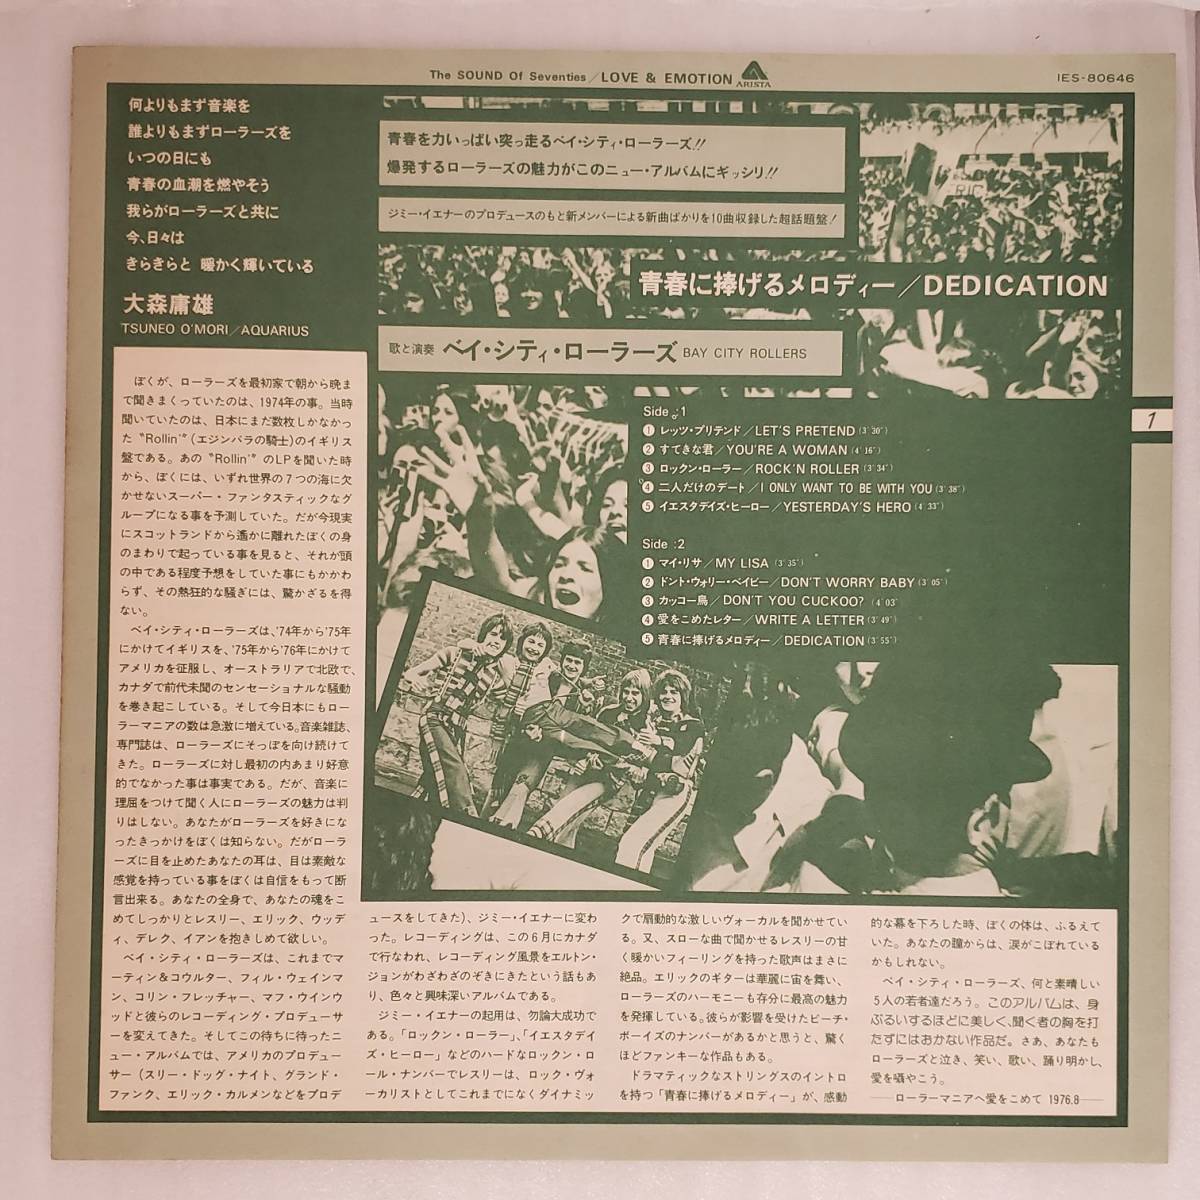 The SOUND Of Seventies／LOVE & EMOTION
ARISTA
IES-80646
何よりもまず音楽を
誰よりもまずローラーズを
いつの日にも
青春の血潮を燃やそう
我らがローラーズと共に
今、日々は
きらきらと 暖かく輝いている
大森庸雄
TSUNEO O'MORI／AQUARIUS
青春を力いっぱい突っ走るベイ・シティ・ローラーズ!!
爆発するローラーズの魅力がこのニュー・アルバムにギッシリ!!
ジミー・イエナーのプロデュースのもと新メンバーによる新曲ばかりを10曲収録した超話題盤!
青春に捧げるメロディー／DEDICATION
歌と演奏 ベイ・シティ・ローラーズ BAY CITY ROLLERS
Side :1
❶ レッツ・プリテンド／LET'S PRETEND (3'30")
❷ すてきな君／YOU'RE A WOMAN (4'16")
❸ ロックン・ローラー／ROCK'N ROLLER (3'34")
❹ 二人だけのデート／I ONLY WANT TO BE WITH YOU (3'38")
❺ イエスタデイズ・ヒーロー／YESTERDAY'S HERO (4'33")
Side :2
❶ マイ・リサ／MY LISA (3'35")
❷ ドント・ウォリー・ベイビー／DON'T WORRY BABY (3'05")
❸ カッコー鳥／DON'T YOU CUCKOO? (4'03"
❹ 愛をこめたレター／WRITE A LETTER (3'49")
❺ 青春に捧げるメロディー／DEDICATION (3'55")
1
ぼくが、ローラーズを最初家で朝から晩ま
で聞きまくっていたのは、1974年の事。当時
聞いていたのは、日本にまだ数枚しかなかっ
た〝Rollin'〟(エジンバラの騎士)のイギリス
盤である。あの〝Rollin'〟のLPを聞いた時
から、ぼくには、いずれ世界の７つの海に欠
かせないスーパー・ファンタスティックなグ
ループになる事を予測していた。だが今現実
にスコットランドから遙かに離れたぼくの身
のまわりで起っている事を見ると、それが頭
の中である程度予想をしていた事にもかかわ
らず、その熱狂的な騒ぎには、驚かざるを得
ない。
ベイ・シティ・ローラーズは、'74年から'75年
にかけてイギリスを、'75年から'76年にかけて
アメリカを征服し、オーストラリアで北欧で、
カナダで前代未聞のセンセーショナルな騒動
を巻き起こしている。そして今日本にもロー
ラーマニアの数は急激に増えている。音楽雑誌、
専門誌は、ローラーズにそっぽを向け続けて
きた。ローラーズに対し最初の内あまり好意
的でなかった事は事実である。だが、音楽に
理屈をつけて聞く人にローラーズの魅力は判
りはしない。あなたがローラーズを好きにな
ったきっかけをぼくは知らない。だがローラ
ーズに目を止めたあなたの耳は、目は素敵な
感覚を持っている事をぼくは自信をもって断
言出来る。あなたの全身で、あなたの魂をこ
めてしっかりとレスリー、エリック、ウッデ
ィ、デレク、イアンを抱きしめて欲しい。
ベイ・シティ・ローラーズは、これまでマ
ーティン＆コウルター、フィル・ウェインマ
ン、コリン・フレッチャー、マフ・ウインウ
ッドと彼らのレコーディング・プロデューサ
ーを変えてきた。そしてこの待ちに待ったニ
ュー・アルバムでは、アメリカのプロデュー
サー(スリー・ドッグ・ナイト、グランド・
ファンク、エリック・カルメンなどをプロデ
ュースをしてきた)、ジミー・イエナーに変わ
った。レコーディングは、この６月にカナダ
で行なわれ、レコーディング風景をエルトン・
ジョンがわざわざのぞきにきたという話もあ
り、色々と興味深いアルバムである。
ジミー・イエナーの起用は、勿論大成功で
ある。「ロックン・ローラー」、「イエスタデイ
ズ・ヒーロー」などのハードなロックン・ロ
ール・ナンバーでレスリーは、ロック・ヴォ
ーカリストとしてこれまでになくダイナミッ
クで扇動的な激しいヴォーカルを聞かせてい
る。又、スローな曲で聞かせるレスリーの甘
く暖かいフィーリングを持った歌声はまさに
絶品。エリックのギターは華麗に宙を舞い、
ローラーズのハーモニーも存分に最高の魅力
を発揮している。彼らが影響を受けたビーチ・
ボーイズのナンバーがあるかと思うと、驚く
ほどファンキーな作品もある。
ドラマティックなストリングスのイントロ
を持つ「青春に捧げるメロディー」が、感動
的な幕を下ろした時、ぼくの体は、ふるえて
いた。あなたの瞳からは、涙がこぼれている
かもしれない。
ベイ・シティ・ローラーズ、何と素晴しい
５人の若者達だろう。このアルバムは、身
ぶるいするほどに美しく、聞く者の胸を打
たずにはおかない作品だ。さあ、あなたも
ローラーズと泣き、笑い、歌い、踊り明かし、
愛を囁やこう。
──ローラーマニアへ愛をこめて 1976.8──